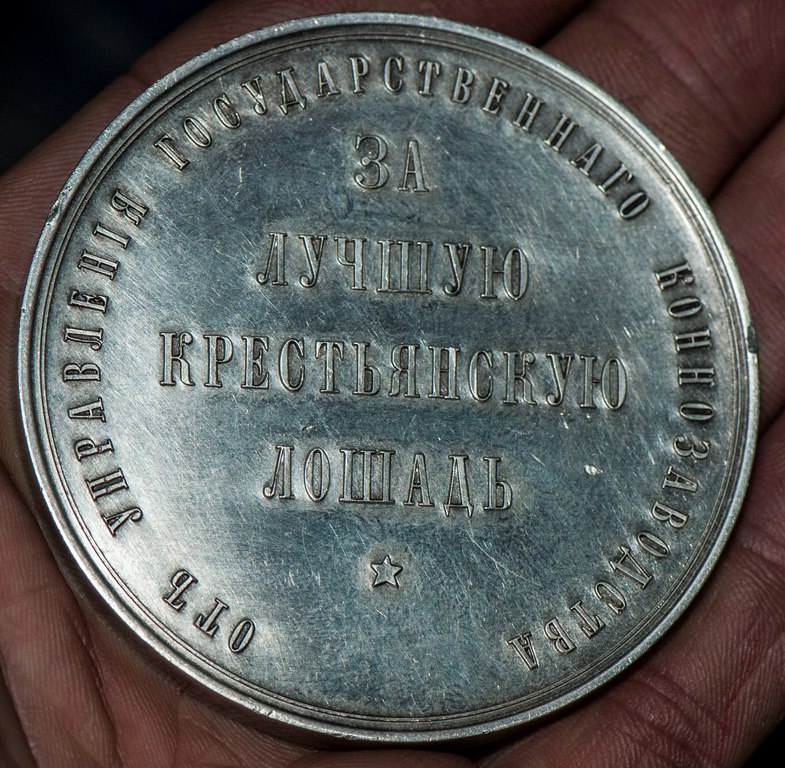 ОТЪ УПРАВЛЕНІЯ ГОСУДАРСТВЕННАГО КОННОЗАВОДСТВА
ЗА
ЛУЧШУЮ
КРЕСТЬЯНСКУЮ
ЛОШАДЬ